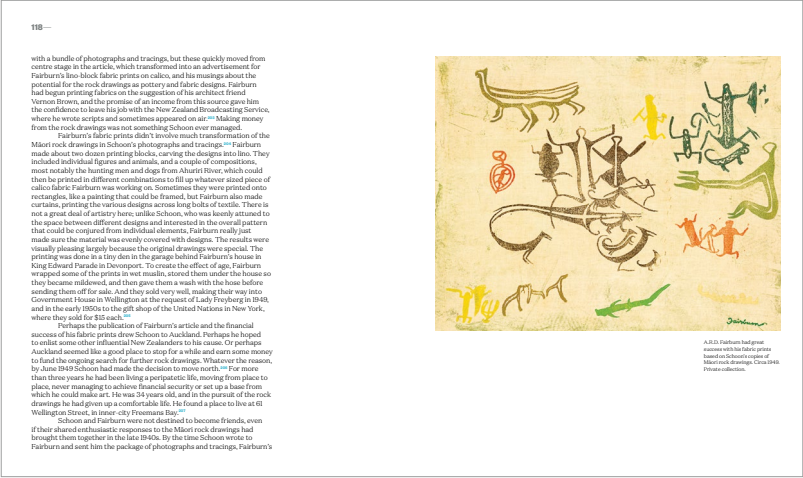 118—
with a bundle of photographs and tracings, but these quickly moved from
centre stage in the article, which transformed into an advertisement for
Fairburn's lino-block fabric prints on calico, and his musings about the
potential for the rock drawings as pottery and fabric designs. Fairburn
had begun printing fabrics on the suggestion of his architect friend
Vernon Brown, and the promise of an income from this source gave him
the confidence to leave his job with the New Zealand Broadcasting Service,
where he wrote scripts and sometimes appeared on air. Making money
from the rock drawings was not something Schoon ever managed.
Fairburn's fabric prints didn't involve much transformation of the
Māori rock drawings in Schoon's photographs and tracings. Fairburn
made about two dozen printing blocks, carving the designs into lino. They
included individual figures and animals, and a couple of compositions,
most notably the hunting men and dogs from Ahuriri River, which could
then be printed in different combinations to fill up whatever sized piece of
calico fabric Fairburn was working on. Sometimes they were printed onto
rectangles, like a painting that could be framed, but Fairburn also made
curtains, printing the various designs across long bolts of textile. There is
not a great deal of artistry here; unlike Schoon, who was keenly attuned to
the space between different designs and interested in the overall pattern
that could be conjured from individual elements, Fairburn really just
made sure the material was evenly covered with designs. The results were
visually pleasing largely because the original drawings were special. The
printing was done in a tiny den in the garage behind Fairburn's house in
King Edward Parade in Devonport. To create the effect of age, Fairburn
wrapped some of the prints in wet muslin, stored them under the house so
they became mildewed, and then gave them a wash with the hose before
sending them off for sale. And they sold very well, making their way into
Government House in Wellington at the request of Lady Freyberg in 1949,
and in the early 1950s to the gift shop of the United Nations in New York,
where they sold for $15 each.
Perhaps the publication of Fairburn's article and the financial
success of his fabric prints drew Schoon to Auckland. Perhaps he hoped
to enlist some other influential New Zealanders to his cause. Or perhaps
Auckland seemed like a good place to stop for a while and earn some money
to fund the ongoing search for further rock drawings. Whatever the reason,
by June 1949 Schoon had made the decision to move north. For more
than three years he had been living a peripatetic life, moving from place to
place, never managing to achieve financial security or set up a base from
which he could make art. He was 34 years old, and in the pursuit of the rock
drawings he had given up a comfortable life. He found a place to live at 61
Wellington Street, in inner-city Freemans Bay.
Schoon and Fairburn were not destined to become friends, even
if their shared enthusiastic responses to the Māori rock drawings had
brought them together in the late 1940s. By the time Schoon wrote to
Fairburn and sent him the package of photographs and tracings, Fairburn's
Fairburn
A.R.D. Fairburn had great
success with his fabric prints
based on Schoon's copies of
Māori rock drawings. Circa 1949.
Private collection.